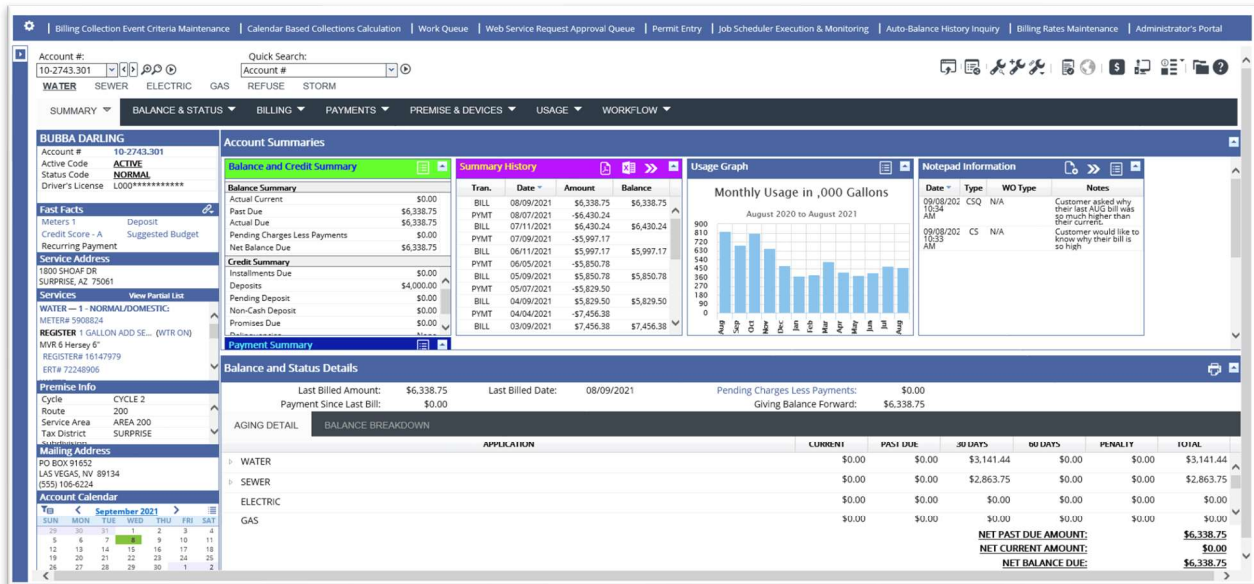 Billing Collection Event Criteria Maintenance | Calendar Based Collections Calculation | Work Queue | Web Service Request Approval Queue | Permit Entry | Job Scheduler Execution & Monitoring | Auto-Balance History Inquiry | Billing Rates Maintenance | Administrator's Portal
Account #: Quick Search:
10-2743.301 Account #
WATER SEWER ELECTRIC GAS REFUSE STORM
SUMMARY BALANCE & STATUS BILLING PAYMENTS PREMISE & DEVICES USAGE WORKFLOW
BUBBA DARLING
Account # 10-2743.301
Active Code ACTIVE
Status Code NORMAL
Driver's License L000***********
Fast Facts
Meters 1 Deposit
Credit Score - A Suggested Budget
Recurring Payment
Service Address
1800 SHOAF DR
SURPRISE, AZ 75061
Services View Partial List
WATER — 1 - NORMAL/DOMESTIC:
METER# 5908824
REGISTER 1 GALLON ADD SE... (WTR ON)
MVR 6 Hersey 6"
REGISTER# 16147979
ERT# 72248906
Premise Info
Cycle CYCLE 2
Route 200
Service Area AREA 200
Tax District SURPRISE
Subdivision
Mailing Address
PO BOX 91652
LAS VEGAS, NV 89134
(555) 106-6224
Account Calendar
September 2021
SUN MON TUE WED THU FRI SAT
29 30 31 1 2 3 4
5 6 7 8 9 10 11
12 13 14 15 16 17 18
19 20 21 22 23 24 25
26 27 28 29 30 1 2
Account Summaries
Balance and Credit Summary
Balance Summary
Actual Current $0.00
Past Due $6,338.75
Actual Due $6,338.75
Pending Charges Less Payments $0.00
Net Balance Due $6,338.75
Credit Summary
Installments Due $0.00
Deposits $4,000.00
Pending Deposit $0.00
Non-Cash Deposit $0.00
Promises Due $0.00
Payment Summary
Summary History
Tran. Date Amount Balance
BILL 08/09/2021 $6,338.75 $6,338.75
PYMT 08/07/2021 -$6,430.24
BILL 07/11/2021 $6,430.24 $6,430.24
PYMT 07/09/2021 -$5,997.17
BILL 06/11/2021 $5,997.17 $5,997.17
PYMT 06/05/2021 -$5,850.78
BILL 05/09/2021 $5,850.78 $5,850.78
PYMT 05/07/2021 -$5,829.50
BILL 04/09/2021 $5,829.50 $5,829.50
PYMT 04/04/2021 -$7,456.38
BILL 03/09/2021 $7,456.38 $7,456.38
Usage Graph
Monthly Usage in ,000 Gallons
August 2020 to August 2021
900
810
720
630
540
450
360
270
180
90
0
Aug Sep Oct Nov Dec Jan Feb Mar Apr May Jun Jul Aug
Notepad Information
Date Type WO Type Notes
09/08/202 10:34 AM CSQ N/A Customer asked why their last AUG bill was so much higher than their current.
09/08/202 10:33 AM CS N/A Customer would like to know why their bill is so high
Balance and Status Details
Last Billed Amount: $6,338.75 Last Billed Date: 08/09/2021 Pending Charges Less Payments: $0.00
Payment Since Last Bill: $0.00 Giving Balance Forward: $6,338.75
AGING DETAIL BALANCE BREAKDOWN
APPLICATION CURRENT PAST DUE 30 DAYS 60 DAYS PENALTY TOTAL
WATER $0.00 $0.00 $3,141.44 $0.00 $0.00 $3,141.44
SEWER $0.00 $0.00 $2,863.75 $0.00 $0.00 $2,863.75
ELECTRIC $0.00 $0.00 $0.00 $0.00 $0.00 $0.00
GAS $0.00 $0.00 $0.00 $0.00 $0.00 $0.00
NET PAST DUE AMOUNT: $6,338.75
NET CURRENT AMOUNT: $0.00
NET BALANCE DUE: $6,338.75